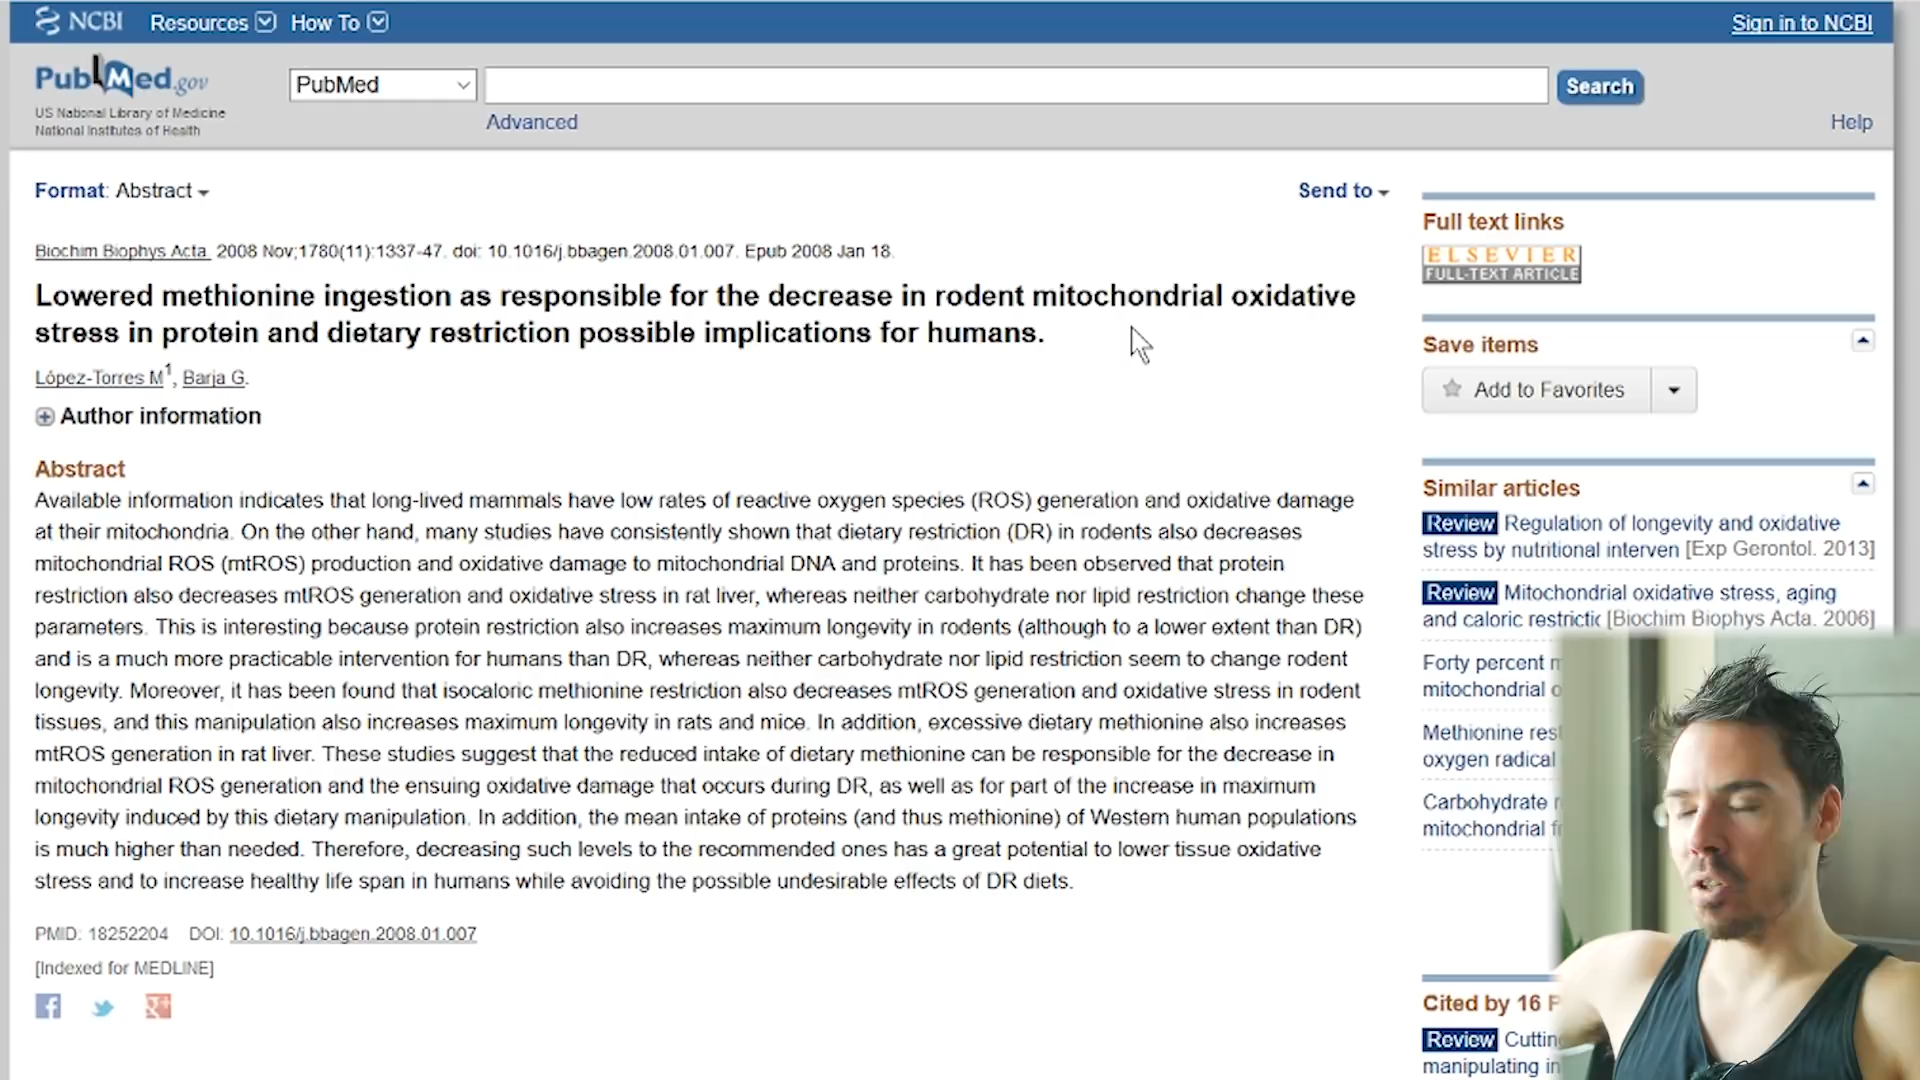 NCBI Resources How To Sign in to NCBI
PubMed.gov
US National Library of Medicine
National Institutes of Health
PubMed Search
Advanced Help
Format: Abstract Send to
Biochim Biophys Acta. 2008 Nov;1780(11):1337-47. doi: 10.1016/j.bbagen.2008.01.007. Epub 2008 Jan 18.
Lowered methionine ingestion as responsible for the decrease in rodent mitochondrial oxidative
stress in protein and dietary restriction possible implications for humans.
López-Torres M1, Barja G.
Author information
Abstract
Available information indicates that long-lived mammals have low rates of reactive oxygen species (ROS) generation and oxidative damage
at their mitochondria. On the other hand, many studies have consistently shown that dietary restriction (DR) in rodents also decreases
mitochondrial ROS (mtROS) production and oxidative damage to mitochondrial DNA and proteins. It has been observed that protein
restriction also decreases mtROS generation and oxidative stress in rat liver, whereas neither carbohydrate nor lipid restriction change these
parameters. This is interesting because protein restriction also increases maximum longevity in rodents (although to a lower extent than DR)
and is a much more practicable intervention for humans than DR, whereas neither carbohydrate nor lipid restriction seem to change rodent
longevity. Moreover, it has been found that isocaloric methionine restriction also decreases mtROS generation and oxidative stress in rodent
tissues, and this manipulation also increases maximum longevity in rats and mice. In addition, excessive dietary methionine also increases
mtROS generation in rat liver. These studies suggest that the reduced intake of dietary methionine can be responsible for the decrease in
mitochondrial ROS generation and the ensuing oxidative damage that occurs during DR, as well as for part of the increase in maximum
longevity induced by this dietary manipulation. In addition, the mean intake of proteins (and thus methionine) of Western human populations
is much higher than needed. Therefore, decreasing such levels to the recommended ones has a great potential to lower tissue oxidative
stress and to increase healthy life span in humans while avoiding the possible undesirable effects of DR diets.
PMID: 18252204 DOI: 10.1016/j.bbagen.2008.01.007
[Indexed for MEDLINE]
Full text links
ELSEVIER
FULL-TEXT ARTICLE
Save items
Add to Favorites
Similar articles
Review Regulation of longevity and oxidative
stress by nutritional interven [Exp Gerontol. 2013]
Review Mitochondrial oxidative stress, aging
and caloric restrictic [Biochim Biophys Acta. 2006]
Forty percent
mitochondrial
Methionine
oxygen radical
Carbohydrate
mitochondrial
Cited by 16
Review
manipulating